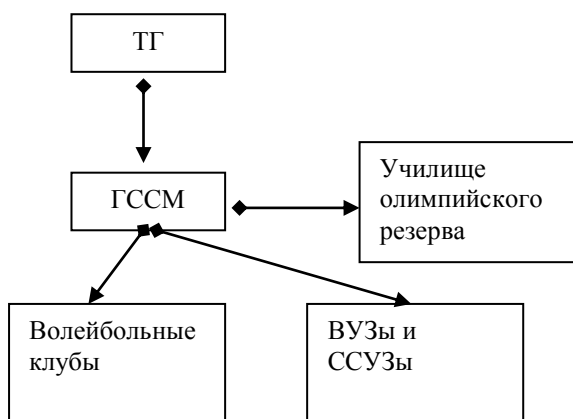 ТГ
ГССМ
Училище
олимпийского
резерва
Волейбольные
клубы
ВУЗы и
ССУЗы